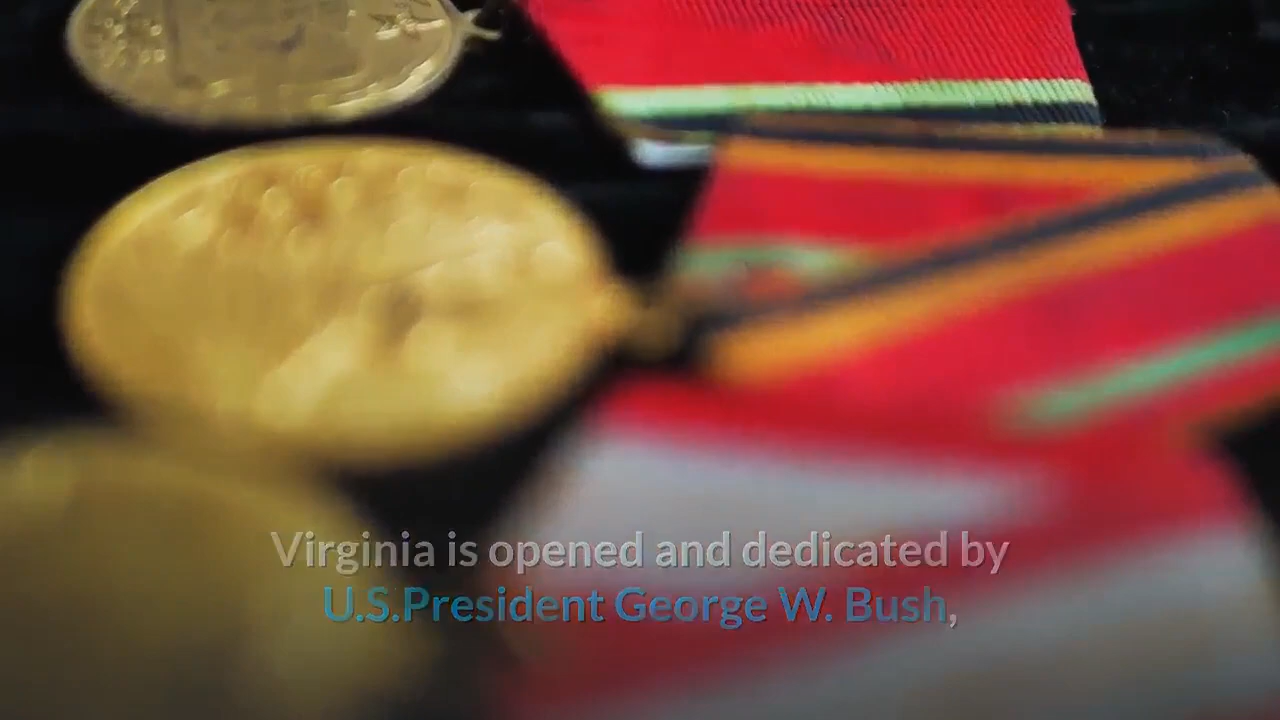 Virginia is opened and dedicated by
U.S.President George W. Bush,